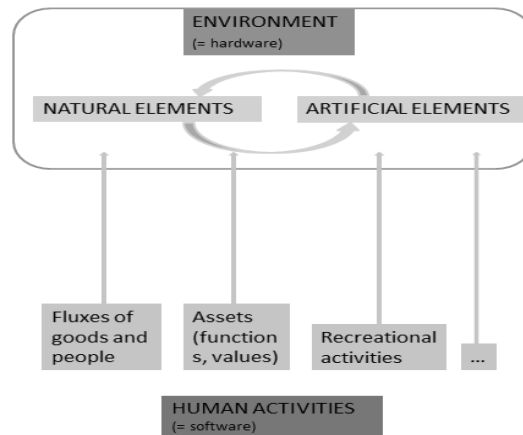 ENVIRONMENT
(= hardware)
NATURAL ELEMENTS
ARTIFICIAL ELEMENTS
Fluxes of
goods and
people
Assets
(function
s, values)
Recreational
activities
...
HUMAN ACTIVITIES
(= software)